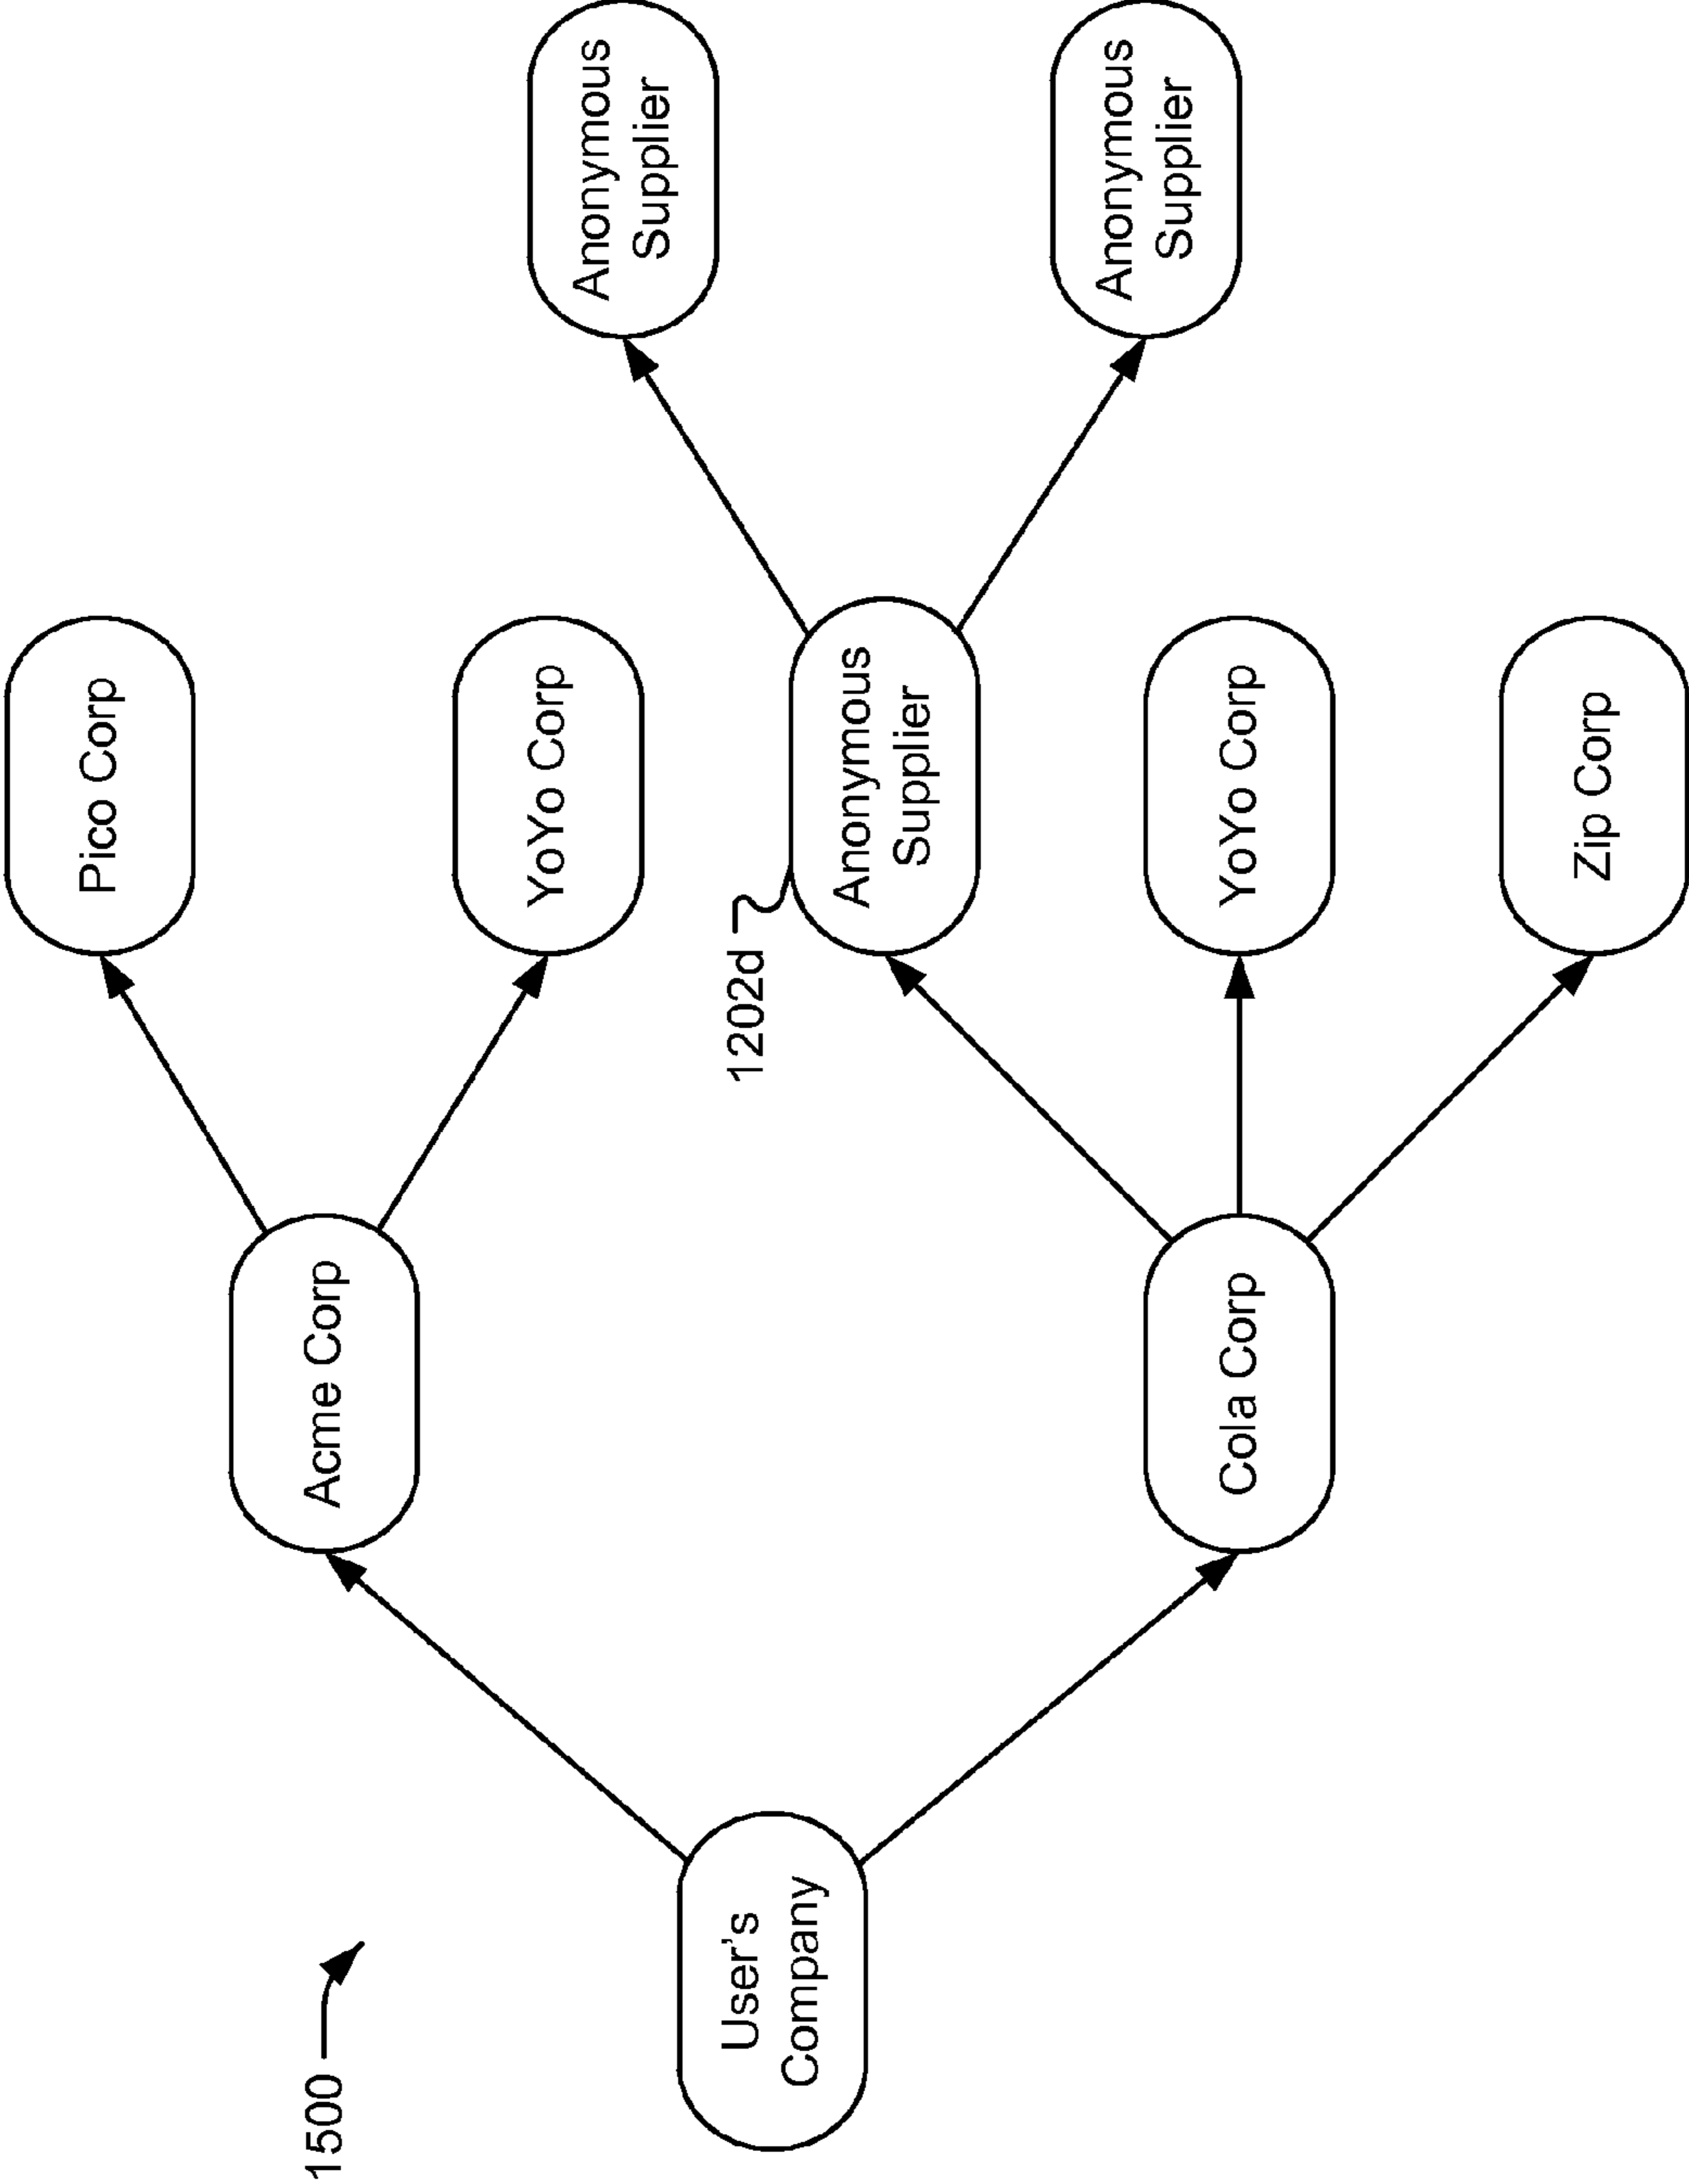 1500
User's
Company
Acme Corp
Cola Corp
Pico Corp
YoYo Corp
1202d
Anonymous
Supplier
YoYo Corp
Zip Corp
Anonymous
Supplier
Anonymous
Supplier